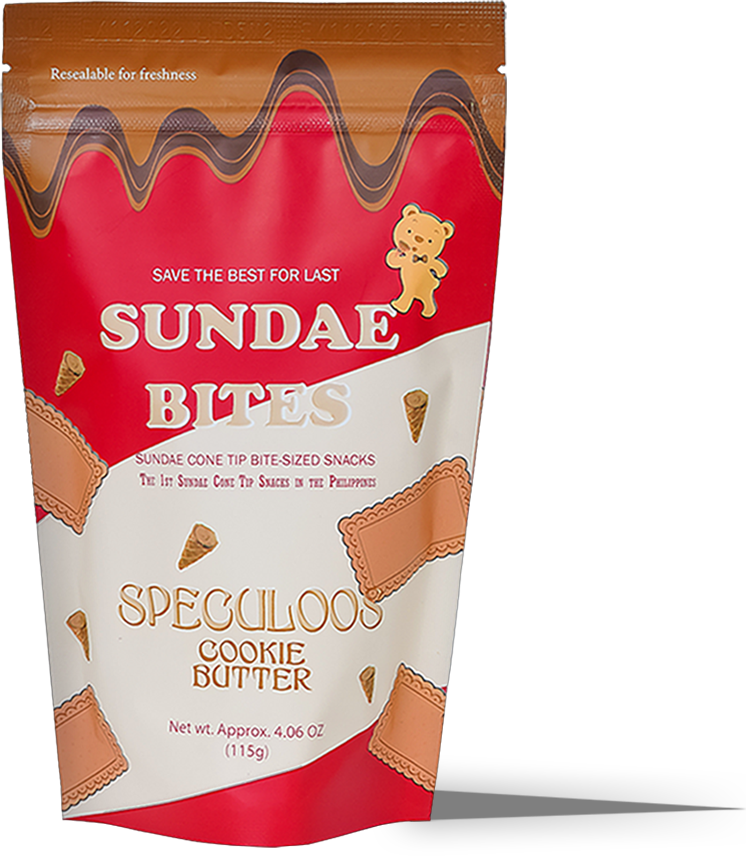 Resealable for freshness
SAVE THE BEST FOR LAST
SUNDAE
BITES
SUNDAE CONE TIP BITE-SIZED SNACKS
The 1st Sundae Cone Tip Snacks in the Philippines
SPECULOOS
COOKIE
BUTTER
Net wt. Approx. 4.06 OZ
(115g)